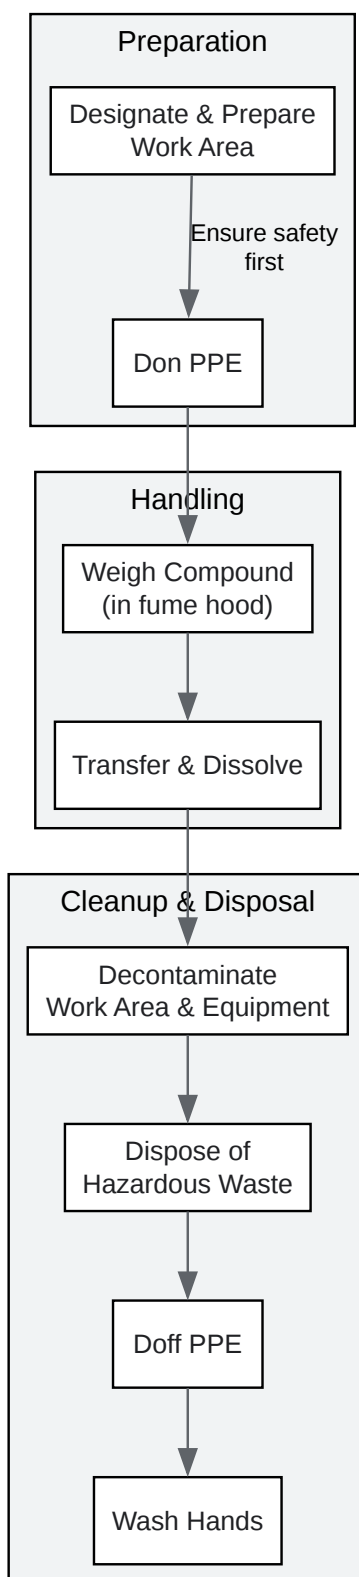 Preparation
Designate & Prepare
Work Area
Ensure safety
first
Don PPE
Handling
Weigh Compound
(in fume hood)
Transfer & Dissolve
Cleanup & Disposal
Decontaminate
Work Area & Equipment
Dispose of
Hazardous Waste
Doff PPE
Wash Hands